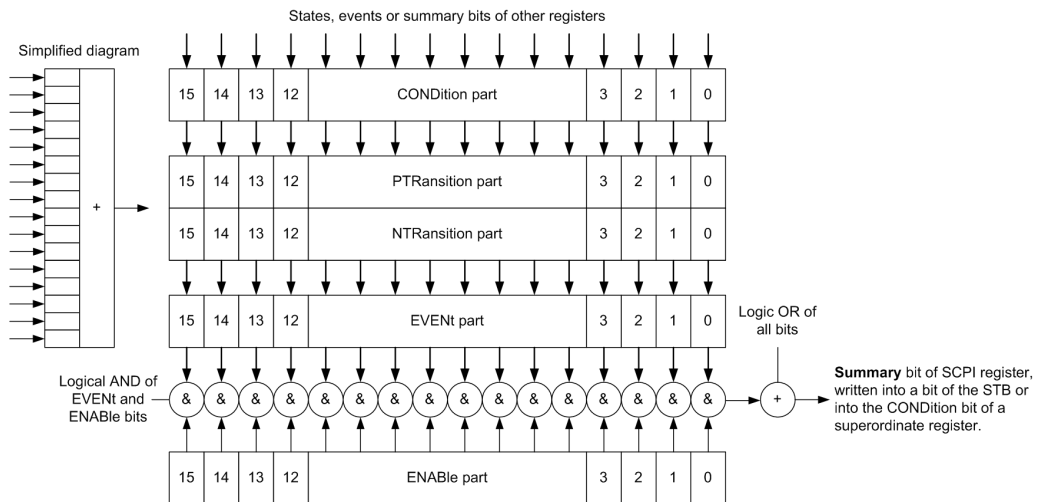 States, events or summary bits of other registers
Simplified diagram
15 14 13 12 CONDition part 3 2 1 0
15 14 13 12 PTRansition part 3 2 1 0
+
15 14 13 12 NTRansition part 3 2 1 0
15 14 13 12 EVENt part 3 2 1 0
Logic OR of
all bits
Logical AND of
EVENt and
ENABle bits
& & & & & & & & & & & & & & & &
+
Summary bit of SCPI register,
written into a bit of the STB or
into the CONDition bit of a
superordinate register.
15 14 13 12 ENABle part 3 2 1 0